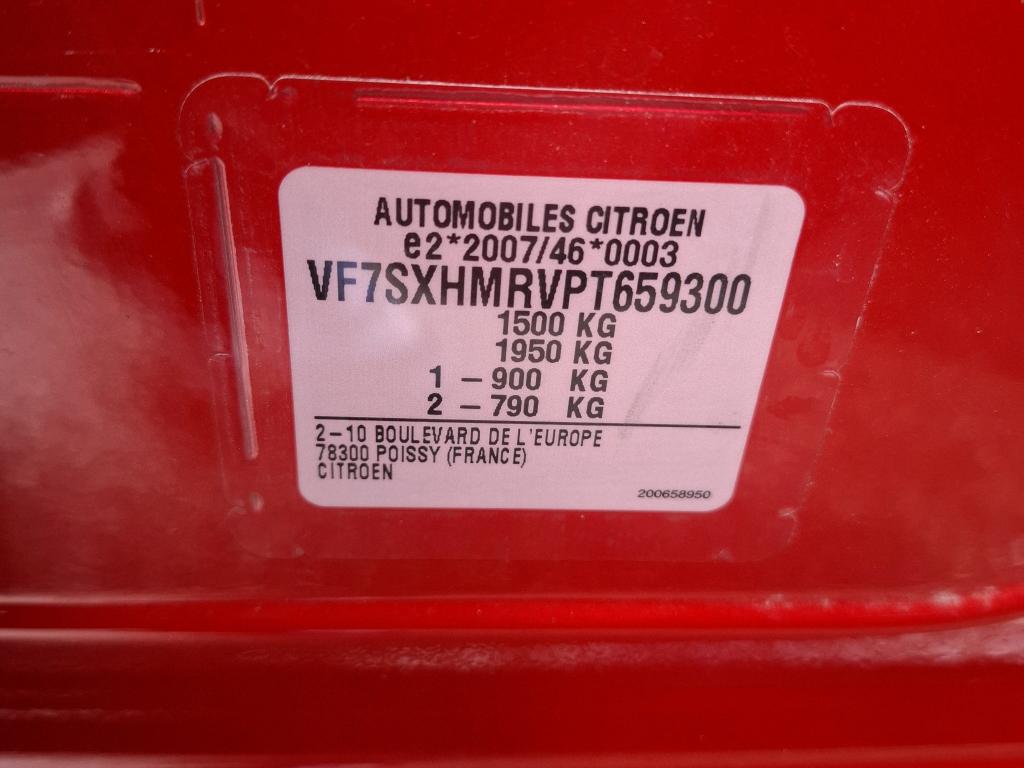 AUTOMOBILES CITROEN
e2*2007/46*0003
VF7SXHMRVPT659300
1500 KG
1950 KG
1 – 900 KG
2 – 790 KG
2–10 BOULEVARD DE L'EUROPE
78300 POISSY (FRANCE)
CITROEN
200658950